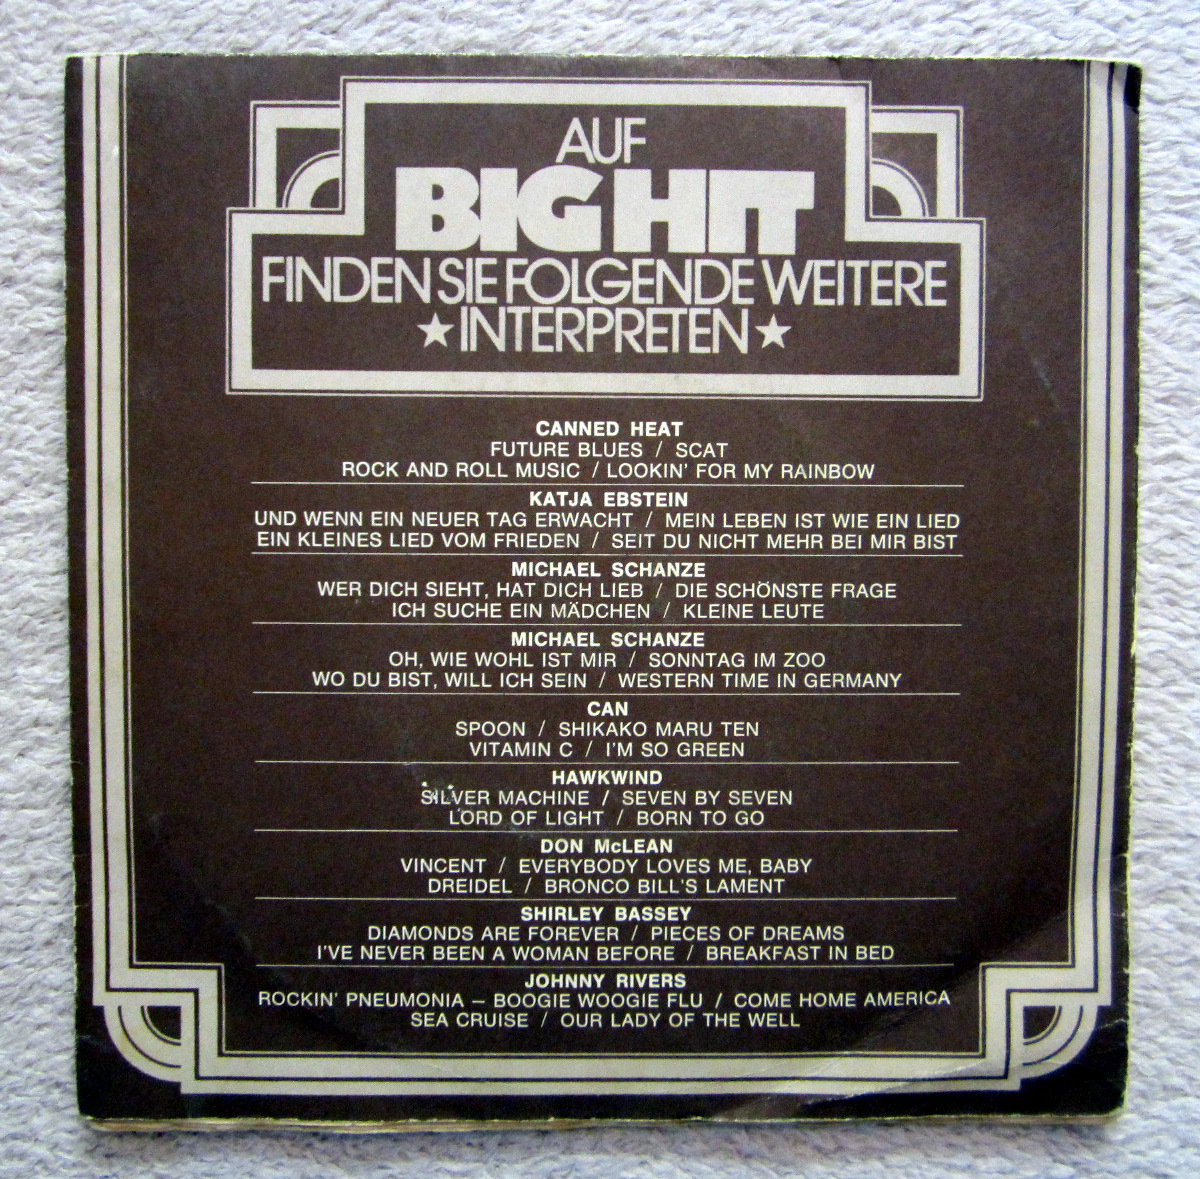 AUF
BIG HIT
FINDEN SIE FOLGENDE WEITERE
★INTERPRETEN★
CANNED HEAT
FUTURE BLUES / SCAT
ROCK AND ROLL MUSIC / LOOKIN' FOR MY RAINBOW
KATJA EBSTEIN
UND WENN EIN NEUER TAG ERWACHT / MEIN LEBEN IST WIE EIN LIED
EIN KLEINES LIED VOM FRIEDEN / SEIT DU NICHT MEHR BEI MIR BIST
MICHAEL SCHANZE
WER DICH SIEHT, HAT DICH LIEB / DIE SCHÖNSTE FRAGE
ICH SUCHE EIN MÄDCHEN / KLEINE LEUTE
MICHAEL SCHANZE
OH, WIE WOHL IST MIR / SONNTAG IM ZOO
WO DU BIST, WILL ICH SEIN / WESTERN TIME IN GERMANY
CAN
SPOON / SHIKAKO MARU TEN
VITAMIN C / I'M SO GREEN
HAWKWIND
SILVER MACHINE / SEVEN BY SEVEN
LORD OF LIGHT / BORN TO GO
DON McLEAN
VINCENT / EVERYBODY LOVES ME, BABY
DREIDEL / BRONCO BILL'S LAMENT
SHIRLEY BASSEY
DIAMONDS ARE FOREVER / PIECES OF DREAMS
I'VE NEVER BEEN A WOMAN BEFORE / BREAKFAST IN BED
JOHNNY RIVERS
ROCKIN' PNEUMONIA – BOOGIE WOOGIE FLU / COME HOME AMERICA
SEA CRUISE / OUR LADY OF THE WELL